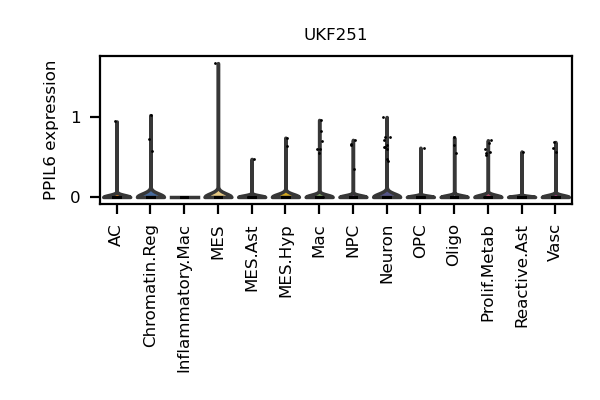 UKF251
PPIL6 expression
1
0
AC
Chromatin.Reg
Inflammatory.Mac
MES
MES.Ast
MES.Hyp
Mac
NPC
Neuron
OPC
Oligo
Prolif.Metab
Reactive.Ast
Vasc